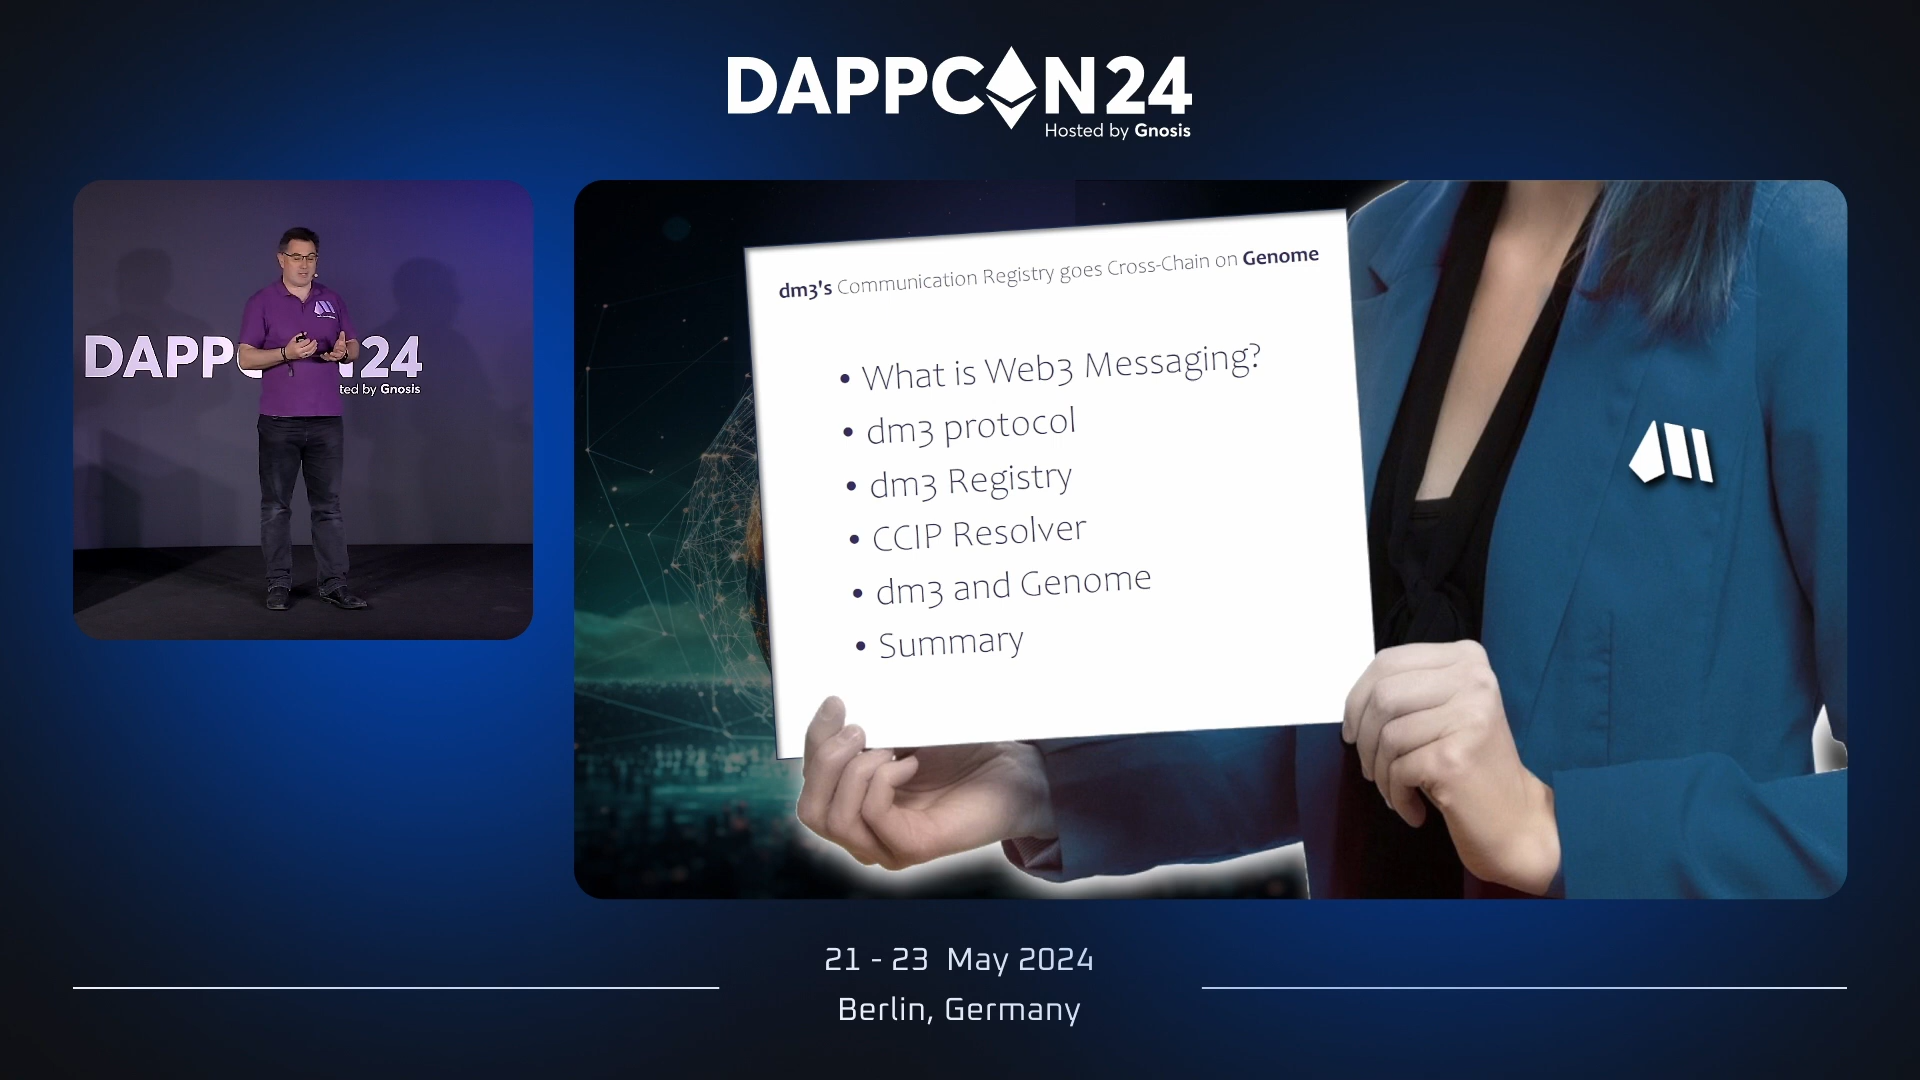 DAPPCON24
Hosted by Gnosis
DAPPC N 24
ted by Gnosis
dm3's Communication Registry goes Cross-Chain on Genome
• What is Web3 Messaging?
• dm3 protocol
• dm3 Registry
• CCIP Resolver
• dm3 and Genome
• Summary
21 - 23 May 2024
Berlin, Germany